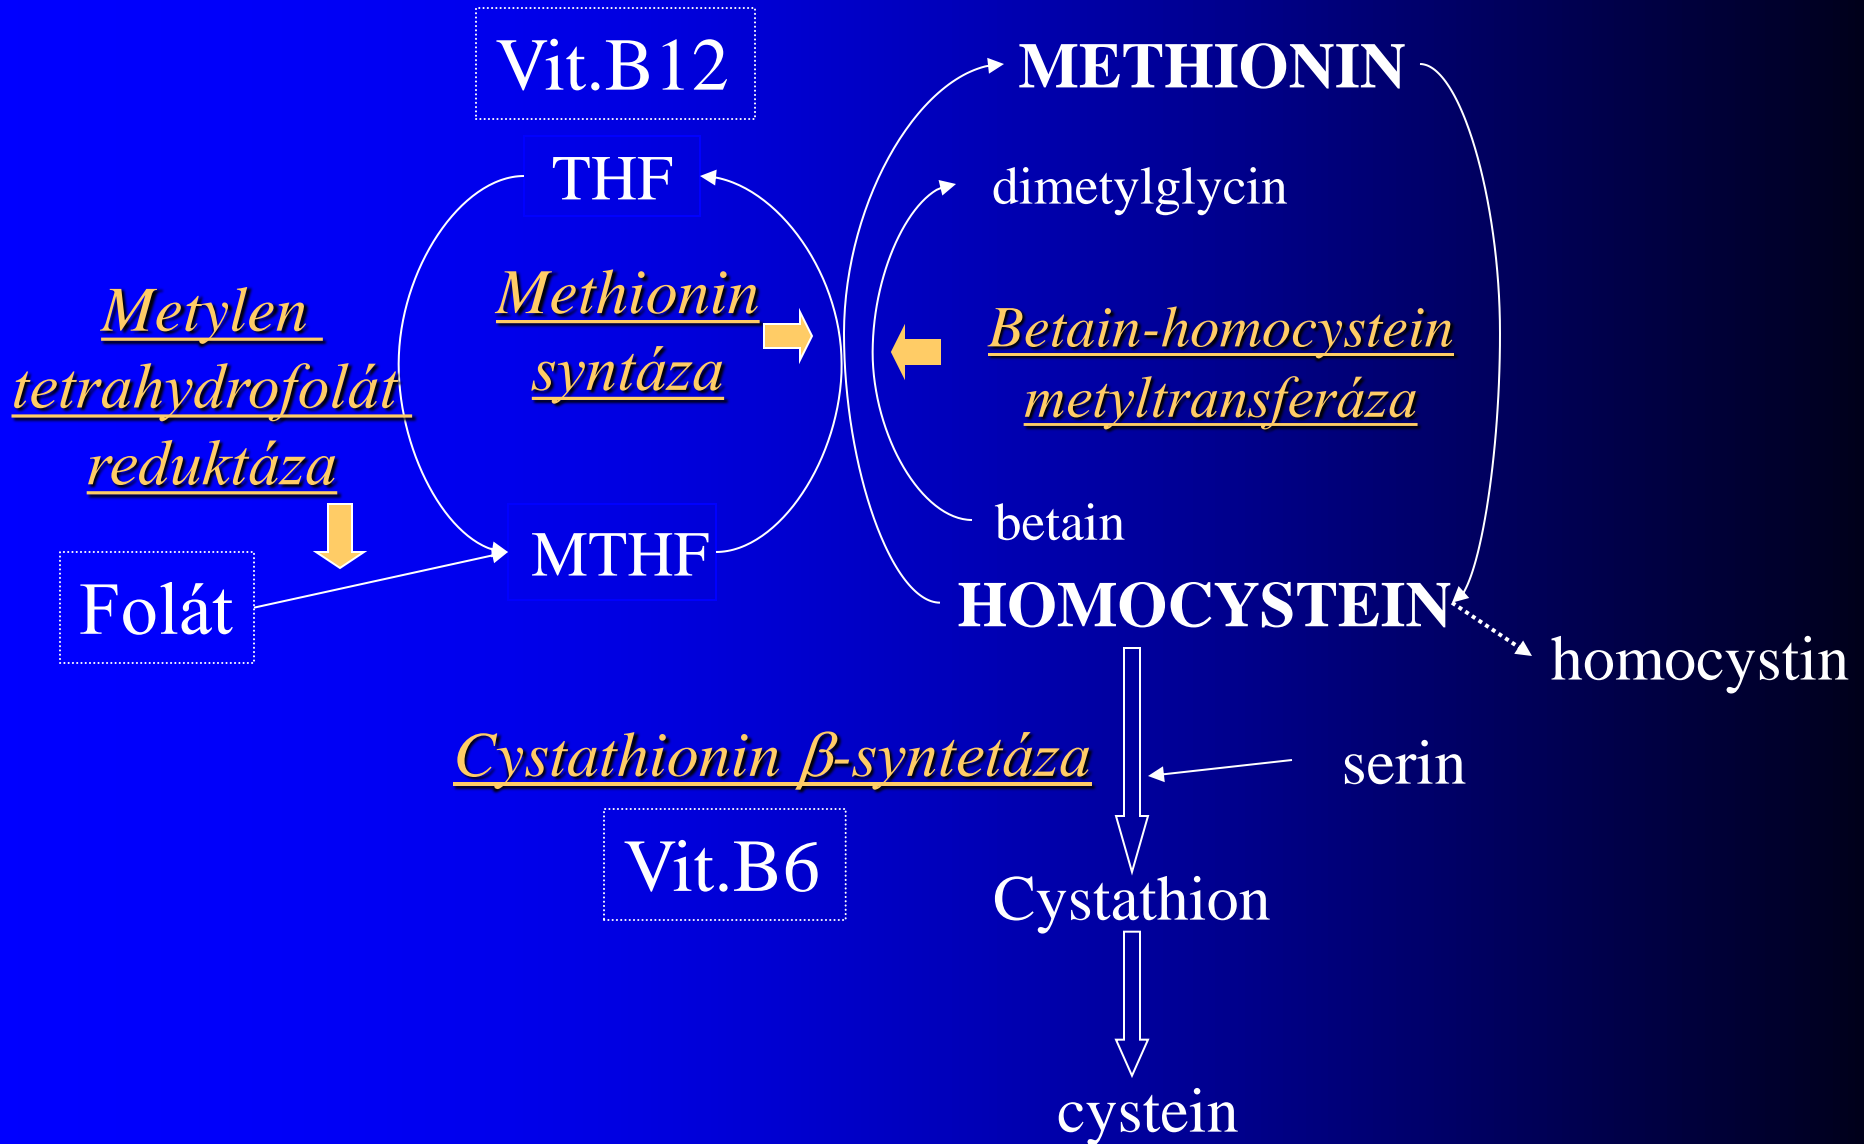 Vit.B12
METHIONIN
THF
dimetylglycin
Metylen
tetrahydrofolát
reduktáza
Methionin
syntáza
Betain-homocystein
metyltransferáza
betain
MTHF
Folát
HOMOCYSTEIN
homocystin
Cystathionin β-syntetáza
serin
Vit.B6
Cystathion
cystein